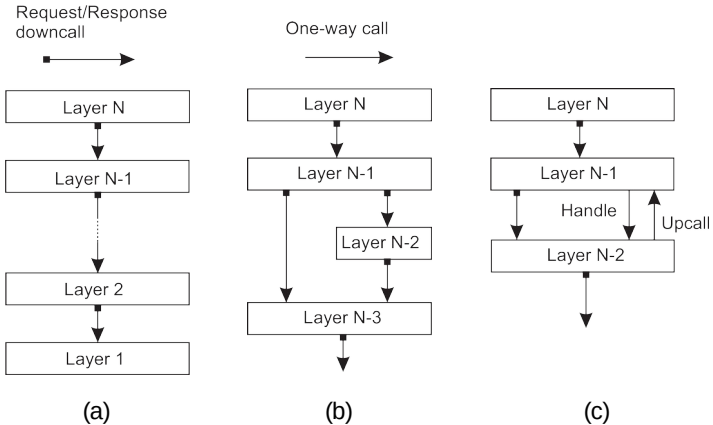 Request/Response
downcall
One-way call
Layer N
Layer N-1
Layer 2
Layer 1
(a)
Layer N
Layer N-1
Layer N-2
Layer N-3
(b)
Layer N
Layer N-1
Handle
Upcall
Layer N-2
(c)